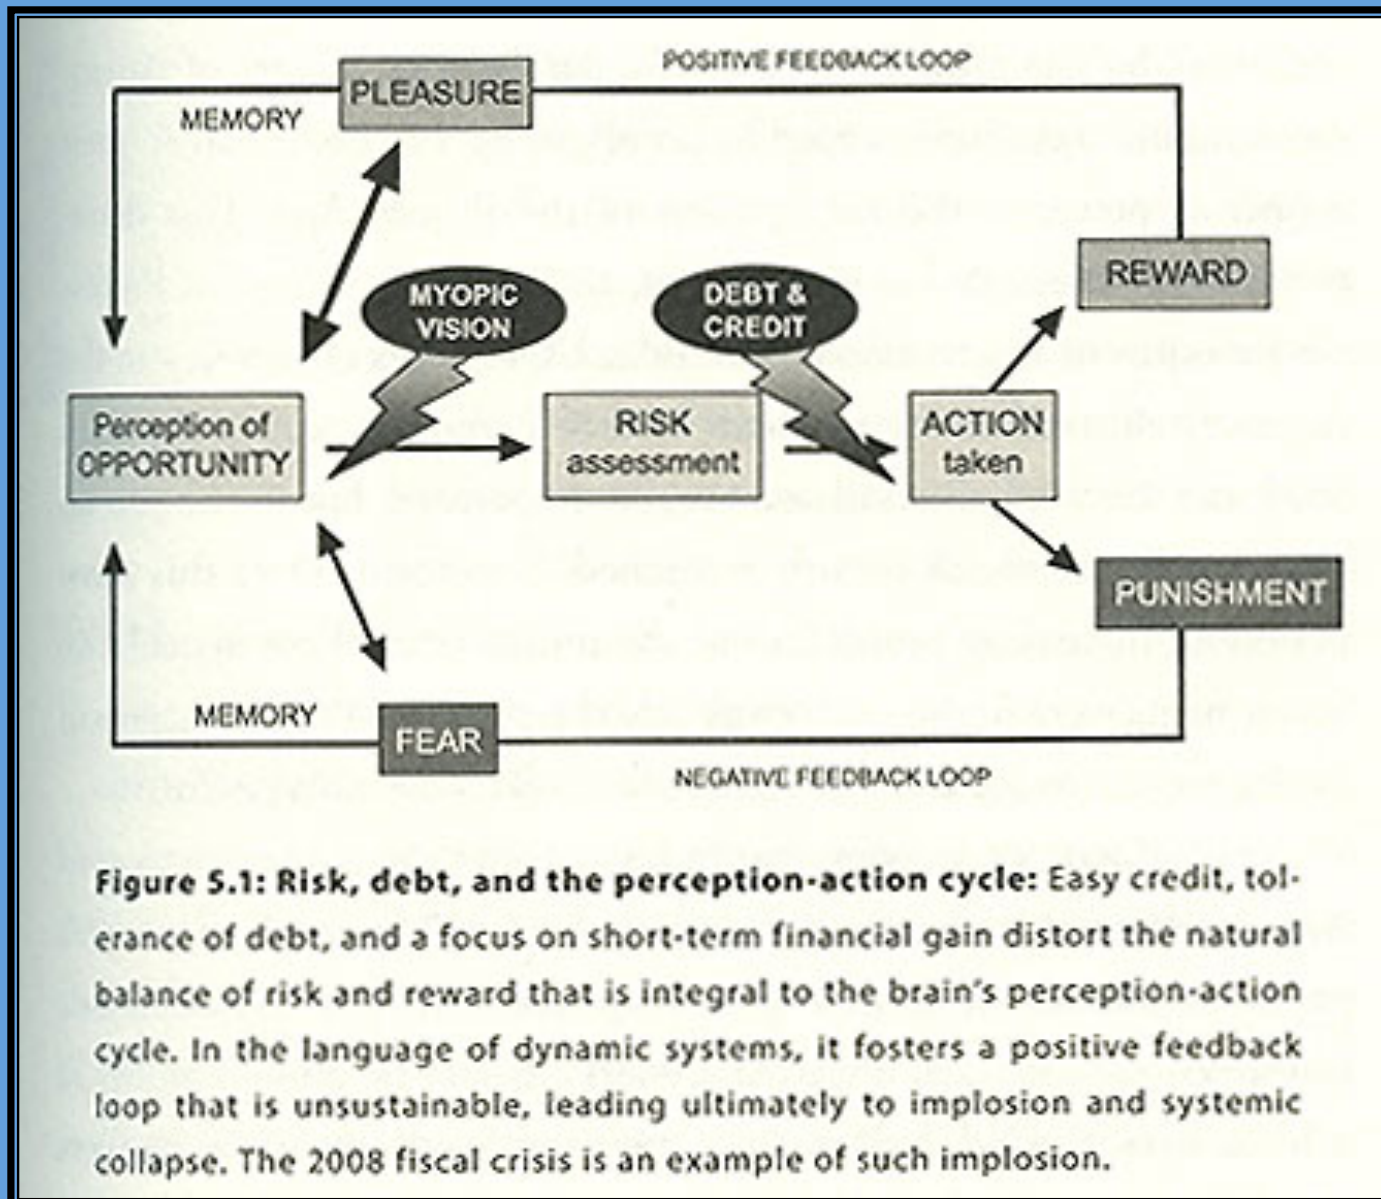 POSITIVE FEEDBACK LOOP
PLEASURE
MEMORY
REWARD
MYOPIC
VISION
DEBT &
CREDIT
Perception of
OPPORTUNITY
RISK
assessment
ACTION
taken
PUNISHMENT
MEMORY
FEAR
NEGATIVE FEEDBACK LOOP
Figure 5.1: Risk, debt, and the perception-action cycle: Easy credit, tol-
erance of debt, and a focus on short-term financial gain distort the natural
balance of risk and reward that is integral to the brain's perception-action
cycle. In the language of dynamic systems, it fosters a positive feedback
loop that is unsustainable, leading ultimately to implosion and systemic
collapse. The 2008 fiscal crisis is an example of such implosion.